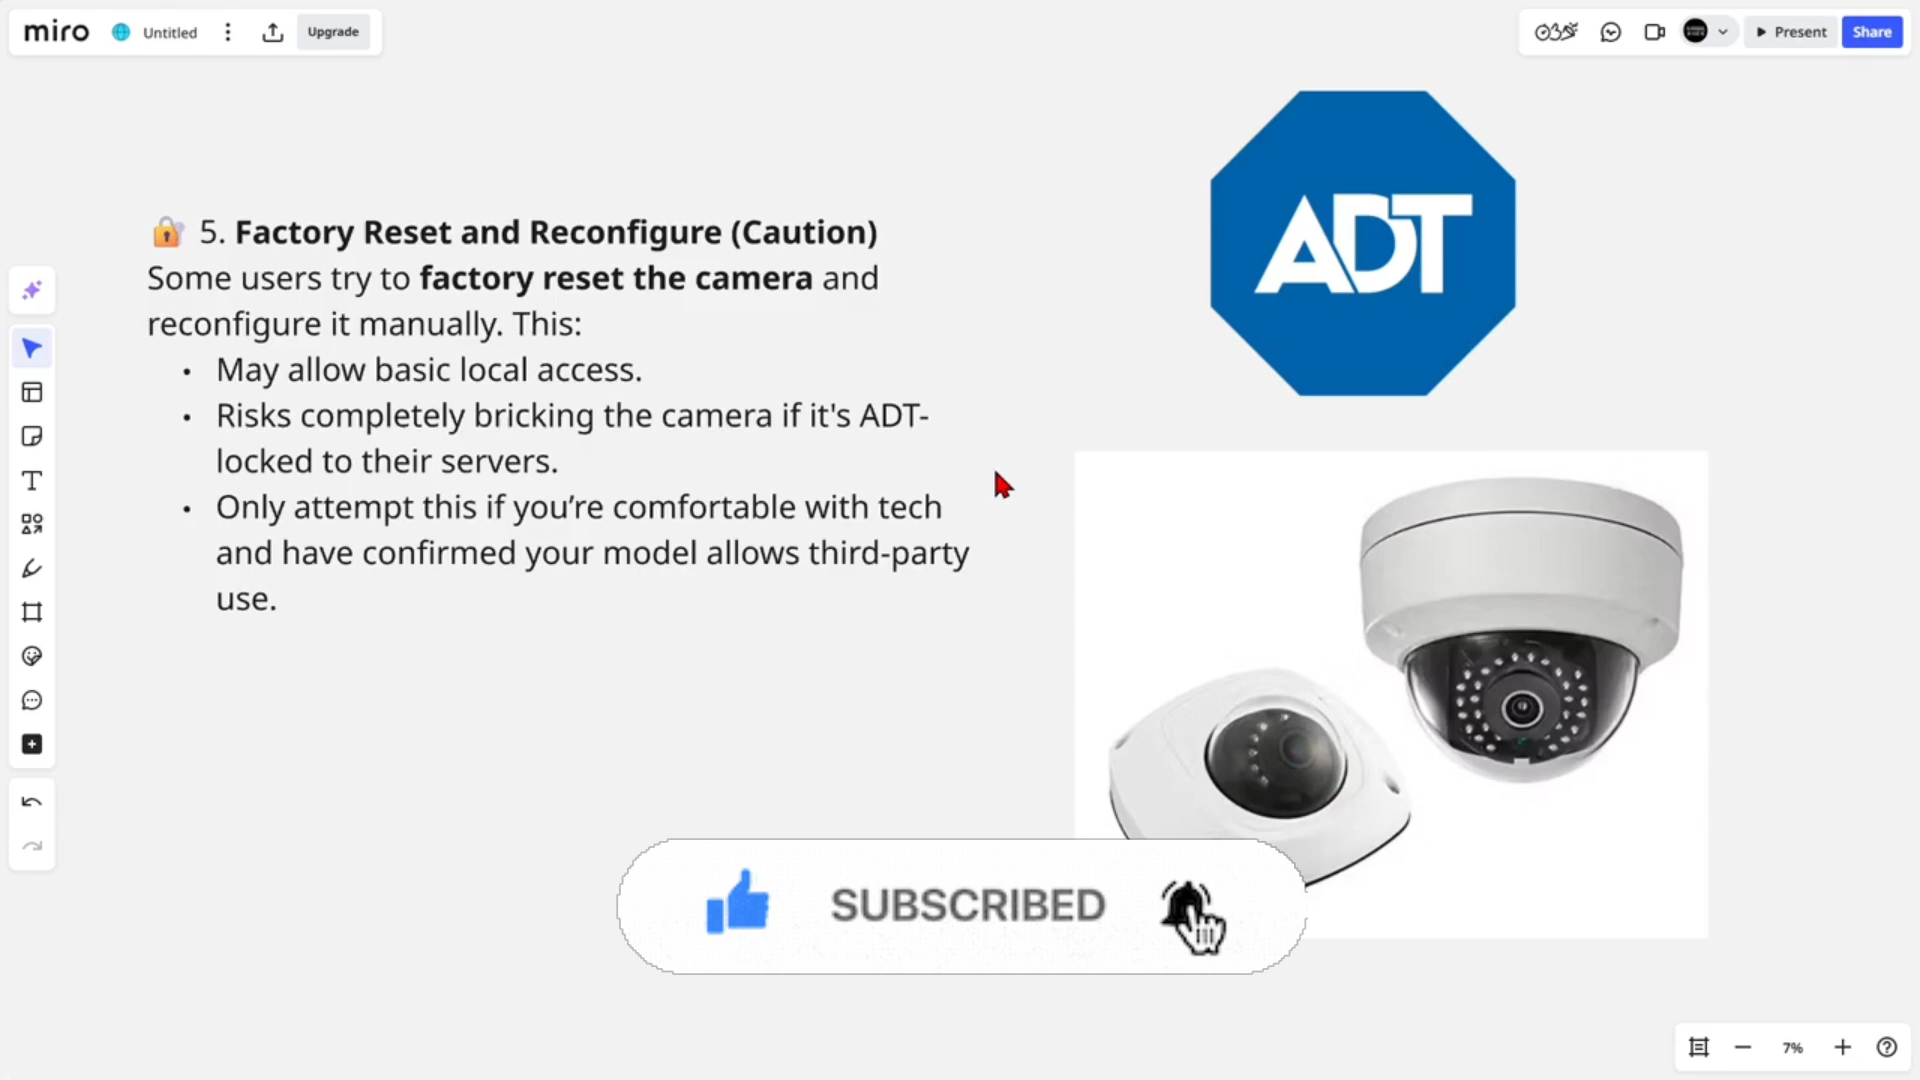 miro
Untitled
Upgrade
Present
Share
ADT
🔐 5. Factory Reset and Reconfigure (Caution)
Some users try to factory reset the camera and
reconfigure it manually. This:
• May allow basic local access.
• Risks completely bricking the camera if it's ADT-
locked to their servers.
• Only attempt this if you’re comfortable with tech
and have confirmed your model allows third-party
use.
SUBSCRIBED
7%